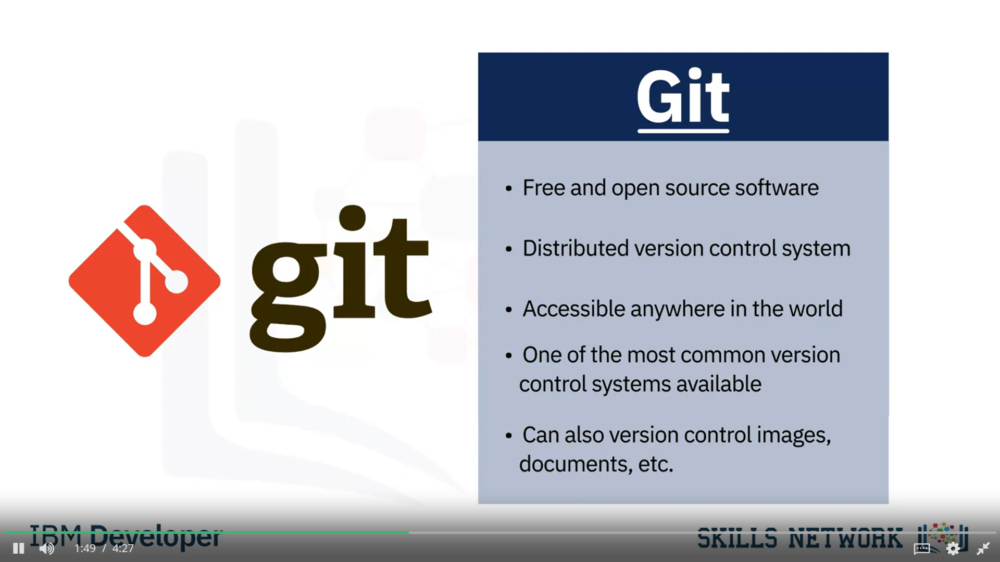 git
Git
• Free and open source software
• Distributed version control system
• Accessible anywhere in the world
• One of the most common version
control systems available
• Can also version control images,
documents, etc.
IBM Developer
SKILLS NETWORK
1:49 / 4:27